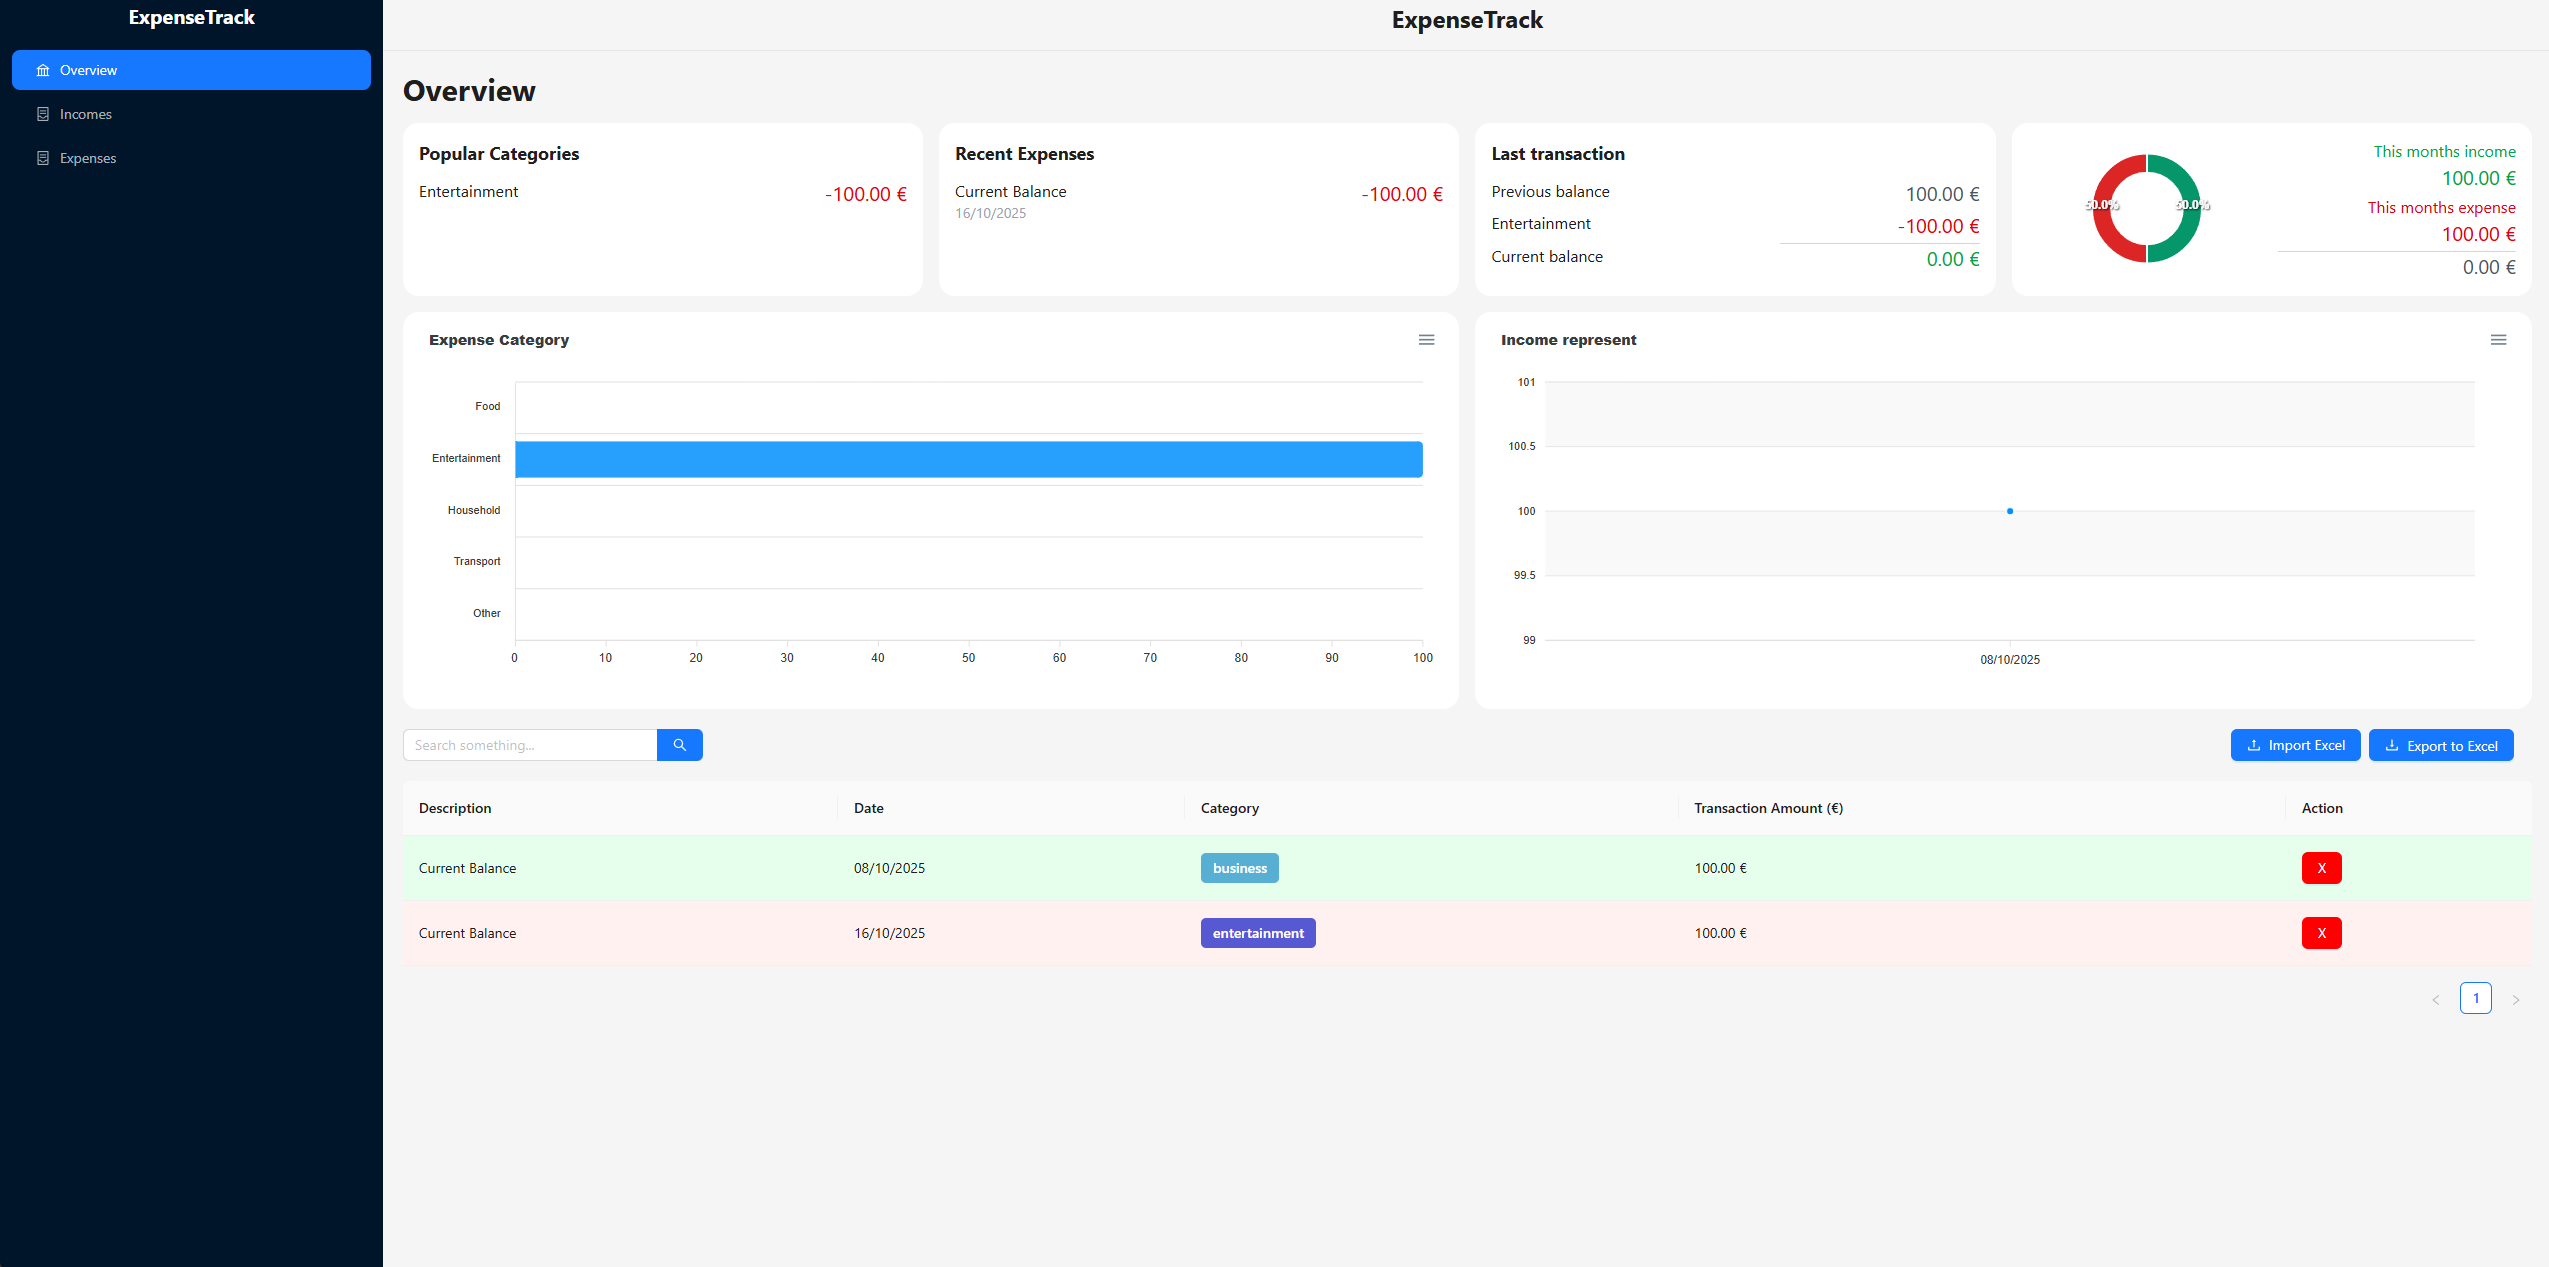 ExpenseTrack
Overview
Incomes
Expenses
ExpenseTrack
Overview
Popular Categories
Entertainment -100.00 €
Recent Expenses
Current Balance -100.00 €
16/10/2025
Last transaction
Previous balance 100.00 €
Entertainment -100.00 €
Current balance 0.00 €
50.0% 50.0%
This months income
100.00 €
This months expense
100.00 €
0.00 €
Expense Category
Food
Entertainment
Household
Transport
Other
0 10 20 30 40 50 60 70 80 90 100
Income represent
101
100.5
100
99.5
99
08/10/2025
Search something...
Import Excel Export to Excel
Description Date Category Transaction Amount (€) Action
Current Balance 08/10/2025 business 100.00 € X
Current Balance 16/10/2025 entertainment 100.00 € X
< 1 >